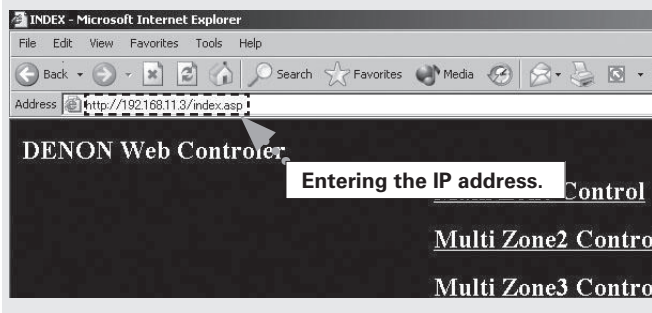 INDEX - Microsoft Internet Explorer
File Edit View Favorites Tools Help
Back Search Favorites Media
Address http://192.168.11.3/index.asp
DENON Web Controler
Entering the IP address.
Control
Multi Zone2 Contro
Multi Zone3 Contro